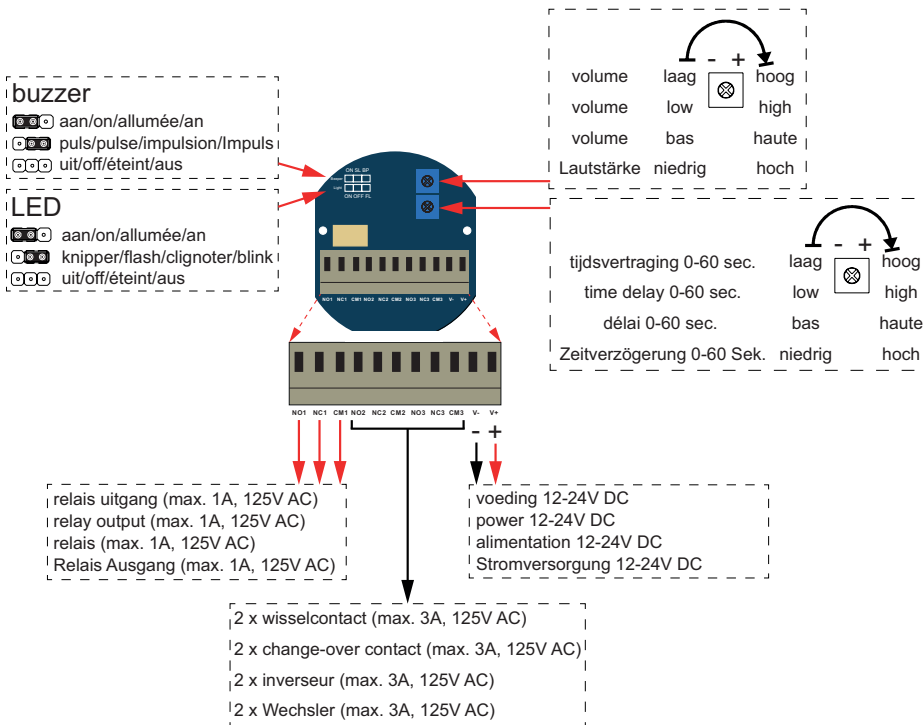 buzzer
aan/on/allumée/an
puls/pulse/impulsion/Impuls
uit/off/éteint/aus
LED
aan/on/allumée/an
knipper/flash/clignoter/blink
uit/off/éteint/aus
- +
volume laag hoog
volume low high
volume bas haute
Lautstärke niedrig hoch
- +
tijdsvertraging 0-60 sec. laag hoog
time delay 0-60 sec. low high
délai 0-60 sec. bas haute
Zeitverzögerung 0-60 Sek. niedrig hoch
ON SL BP
Light
ON OFF FL
NO1 NC1 CM1 NO2 NC2 CM2 NO3 NC3 CM3 V- V+
NO1 NC1 CM1 NO2 NC2 CM2 NO3 NC3 CM3 V- V+
- +
relais uitgang (max. 1A, 125V AC)
relay output (max. 1A, 125V AC)
relais (max. 1A, 125V AC)
Relais Ausgang (max. 1A, 125V AC)
voeding 12-24V DC
power 12-24V DC
alimentation 12-24V DC
Stromversorgung 12-24V DC
2 x wisselcontact (max. 3A, 125V AC)
2 x change-over contact (max. 3A, 125V AC)
2 x inverseur (max. 3A, 125V AC)
2 x Wechsler (max. 3A, 125V AC)